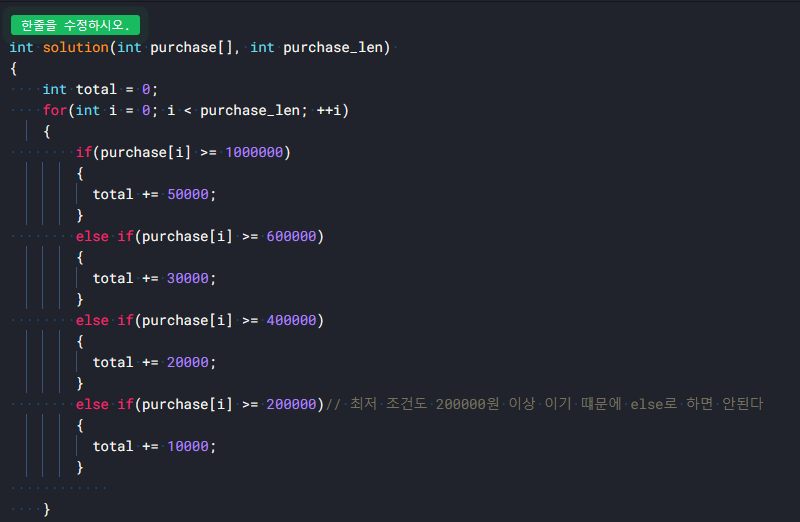 한줄을 수정하시오.
int solution(int purchase[], int purchase_len)
{
    int total = 0;
    for(int i = 0; i < purchase_len; ++i)
    {
        if(purchase[i] >= 1000000)
        {
          total += 50000;
        }
        else if(purchase[i] >= 600000)
        {
          total += 30000;
        }
        else if(purchase[i] >= 400000)
        {
          total += 20000;
        }
        else if(purchase[i] >= 200000)// 최저 조건도 200000원 이상 이기 떄문에 else로 하면 안된다
        {
          total += 10000;
        }
    }